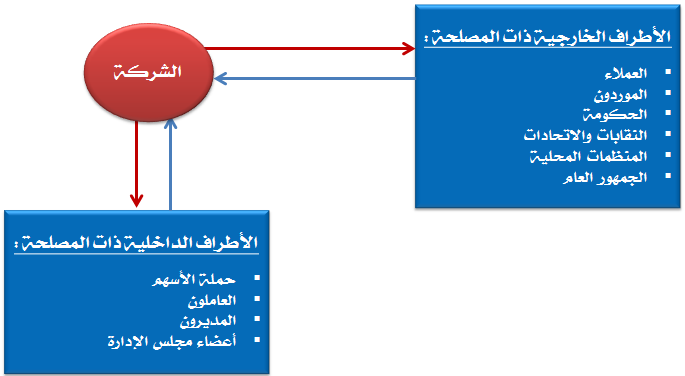 الأطراف الخارجية ذات المصلحة :
العملاء
الموردون
الحكومة
النقابات والاتحادات
المنظمات المحلية
الجمهور العام
الشركة
الأطراف الداخلية ذات المصلحة :
حملة الأسهم
العاملون
المديرون
أعضاء مجلس الإدارة